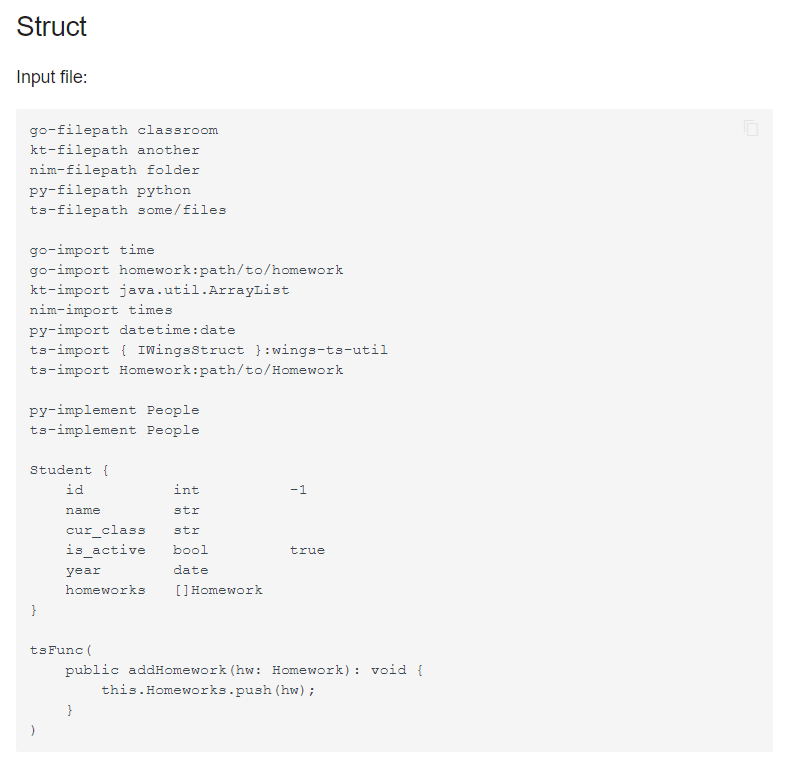 Struct
Input file:
go-filepath classroom
kt-filepath another
nim-filepath folder
py-filepath python
ts-filepath some/files

go-import time
go-import homework:path/to/homework
kt-import java.util.ArrayList
nim-import times
py-import datetime:date
ts-import { IWingsStruct }:wings-ts-util
ts-import Homework:path/to/Homework

py-implement People
ts-implement People

Student {
    id          int          -1
    name        str
    cur_class   str
    is_active   bool         true
    year        date
    homeworks   []Homework
}

tsFunc(
    public addHomework(hw: Homework): void {
        this.Homeworks.push(hw);
    }
)